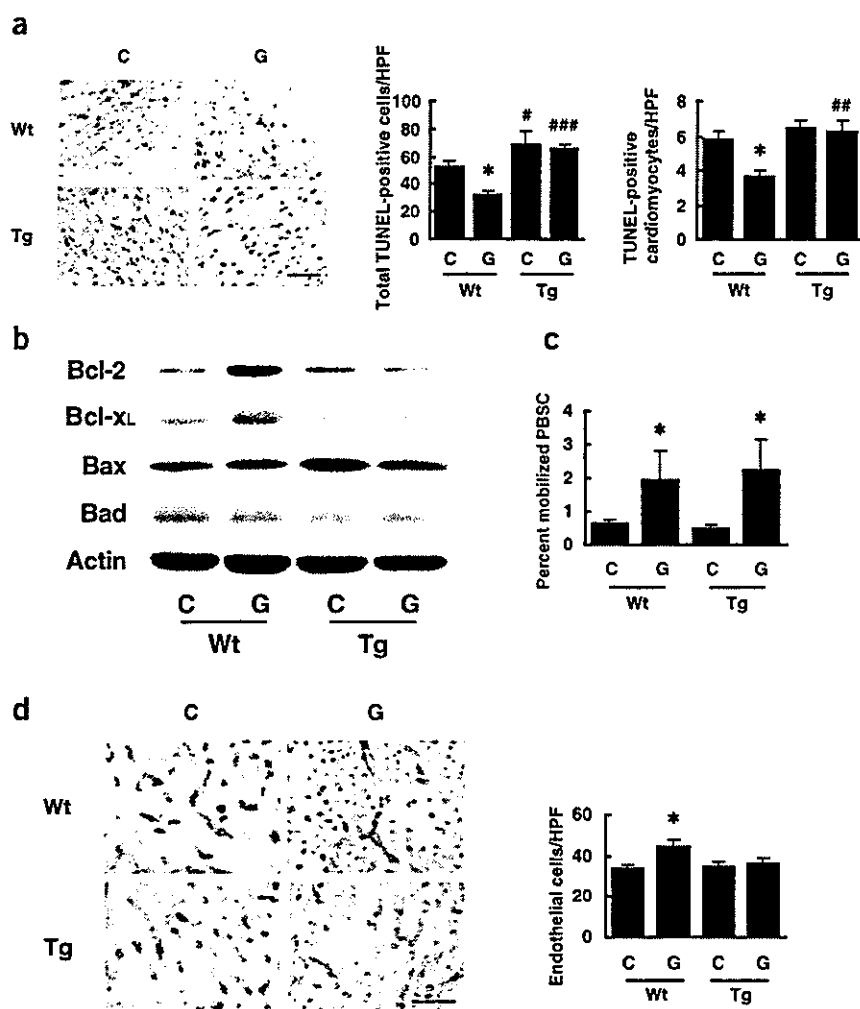 a
C G
Wt
Tg
Total TUNEL-positive cells/HPF
100
80
60
40
20
0
*
#
###
C G C G
Wt Tg
TUNEL-positive
cardiomyocytes/HPF
8
6
4
2
0
*
##
C G C G
Wt Tg
b
Bcl-2
Bcl-xL
Bax
Bad
Actin
C G C G
Wt Tg
c
Percent mobilized PBSC
4
3
2
1
0
* *
C G C G
Wt Tg
d
C G
Wt
Tg
Endothelial cells/HPF
60
40
20
0
*
C G C G
Wt Tg